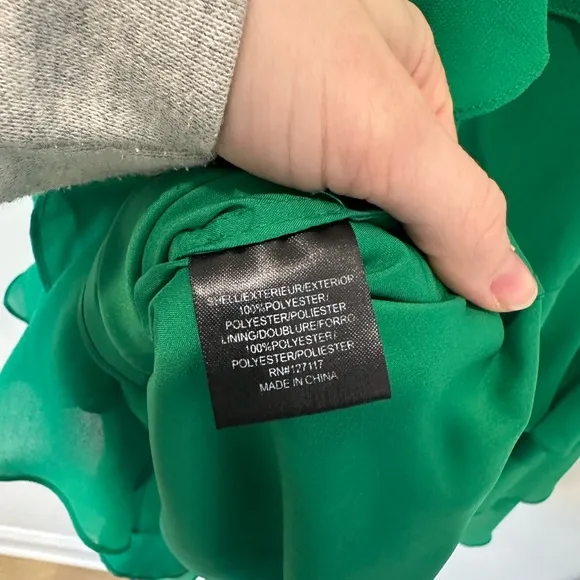 SHELL/EXTERIEUR/EXTERIOR
100%POLYESTER/
POLYESTER/POLIESTER
LINING/DOUBLURE/FORRO
100%POLYESTER/
POLYESTER/POLIESTER
RN#127117
MADE IN CHINA